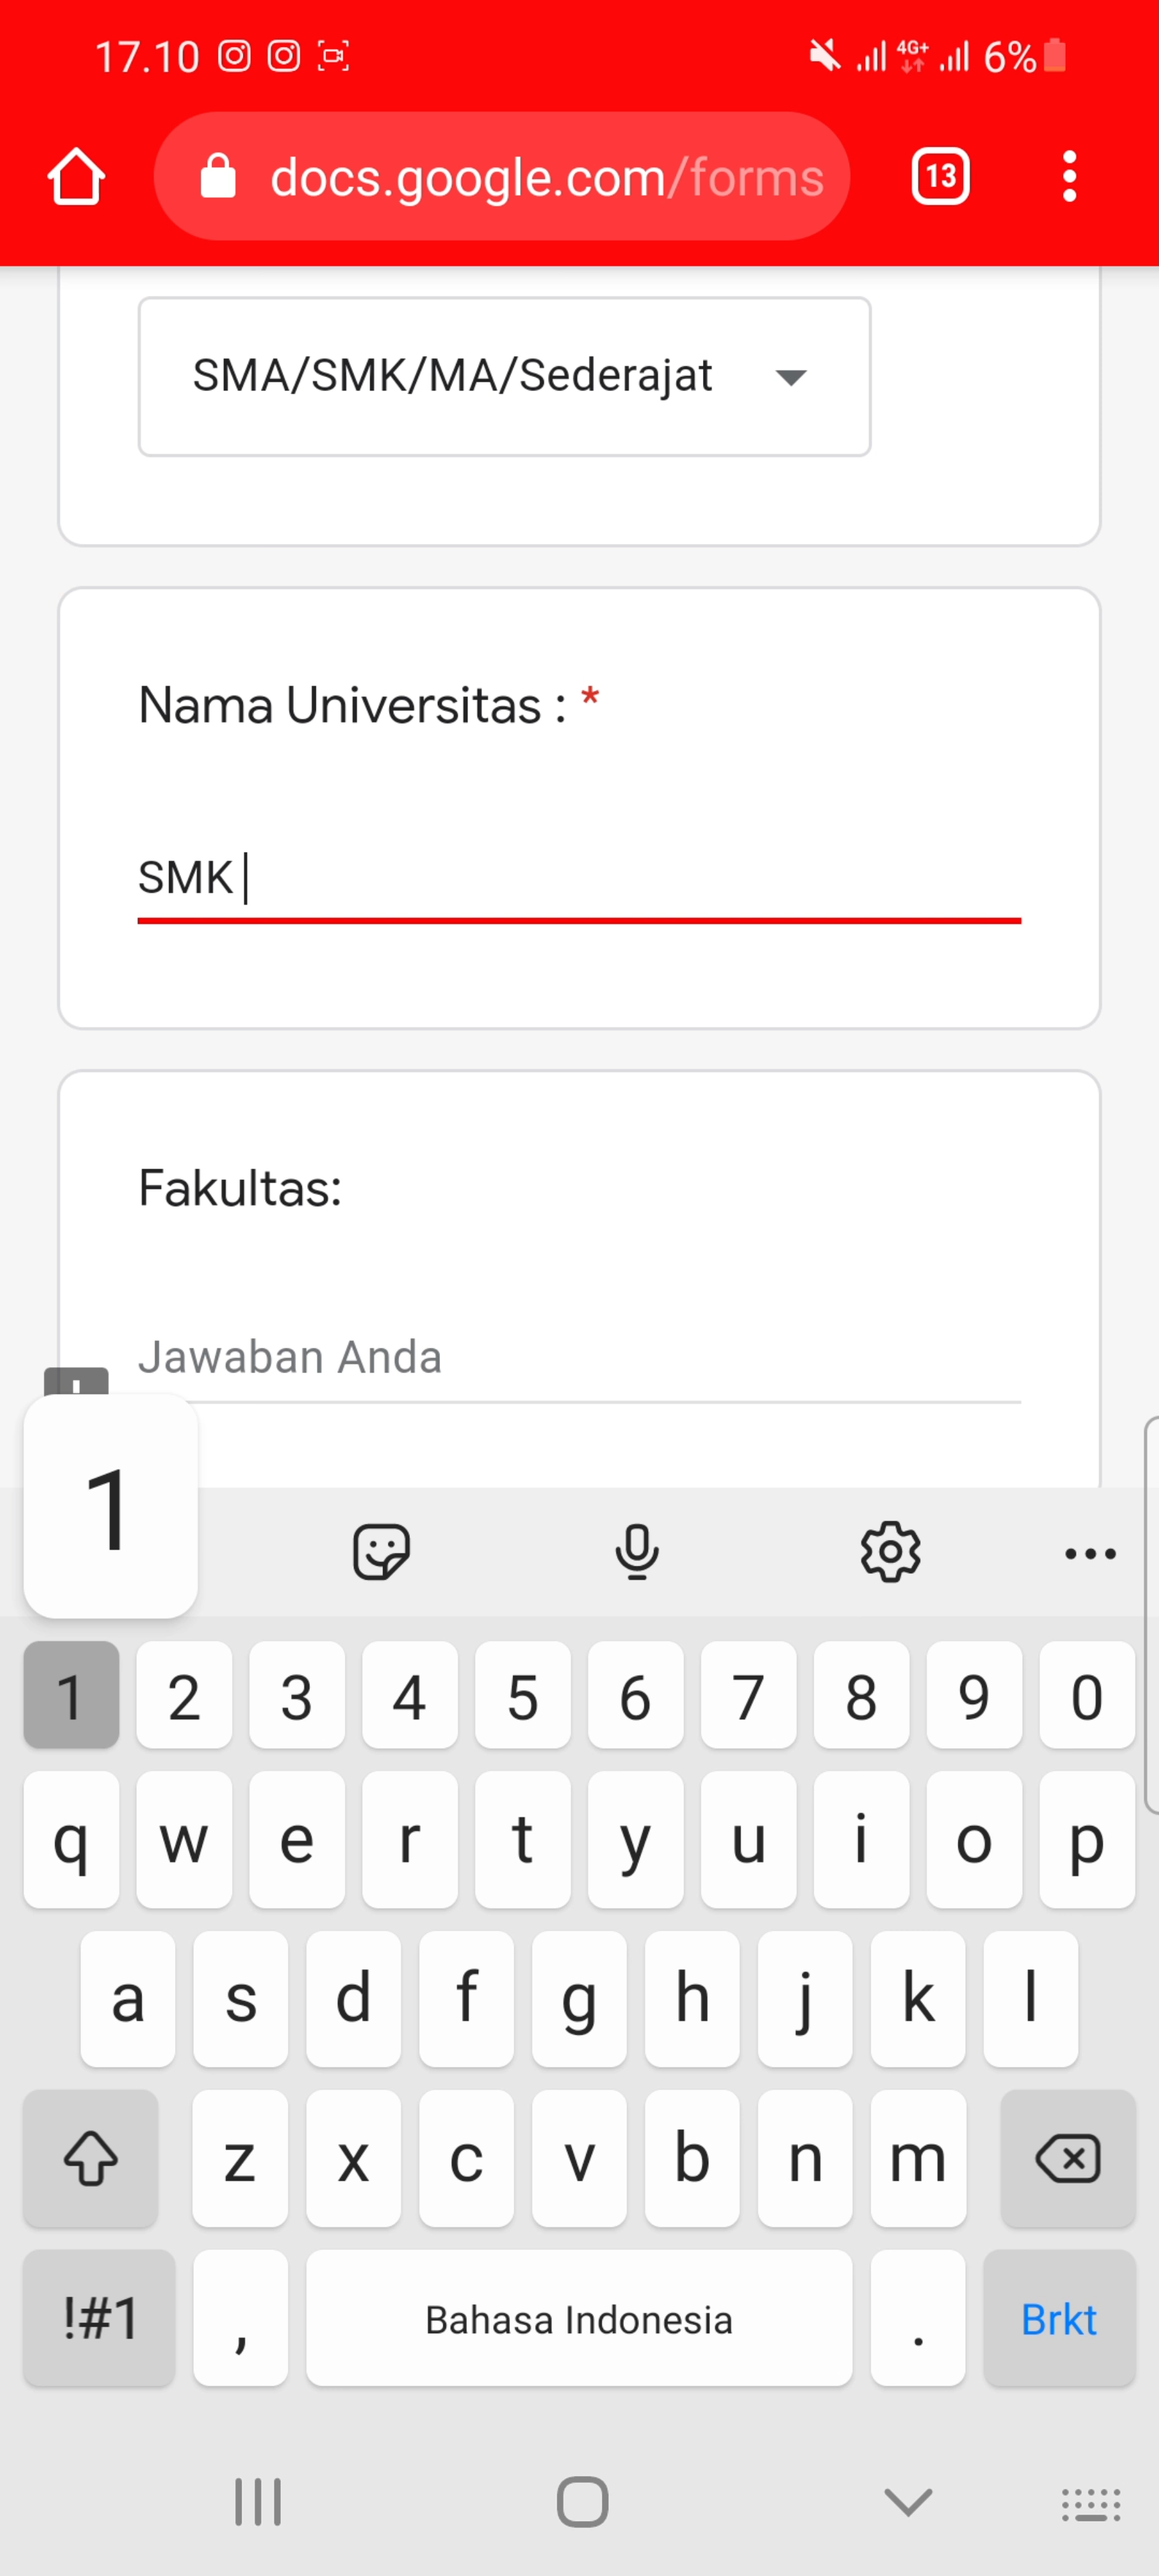 17.10 4G+ 6%
docs.google.com/forms 13
SMA/SMK/MA/Sederajat
Nama Universitas : *
SMK
Fakultas:
Jawaban Anda
1
1 2 3 4 5 6 7 8 9 0
q w e r t y u i o p
a s d f g h j k l
z x c v b n m
!#1 , Bahasa Indonesia . Brkt